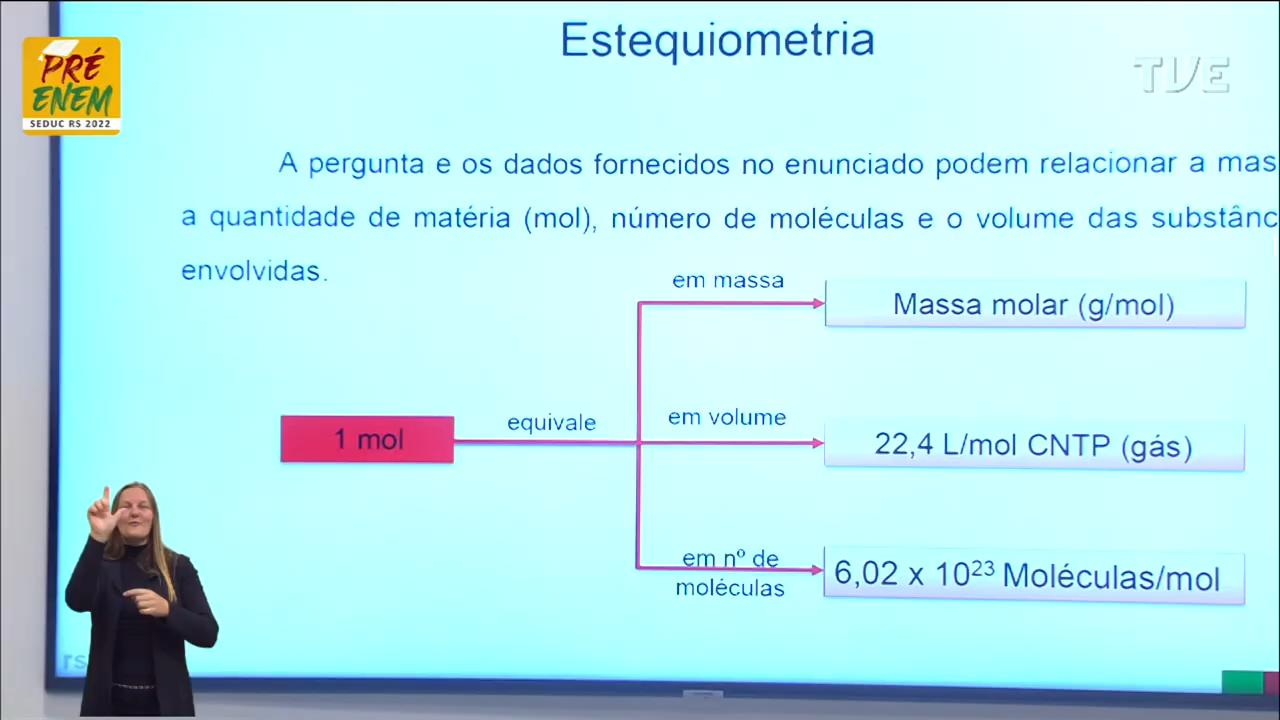 Estequiometria
TVE
PRÉ
ENEM
SEDUC RS 2022
A pergunta e os dados fornecidos no enunciado podem relacionar a mas
a quantidade de matéria (mol), número de moléculas e o volume das substânc
envolvidas.
em massa
Massa molar (g/mol)
1 mol
equivale
em volume
22,4 L/mol CNTP (gás)
em nº de
moléculas
6,02 x 10²³ Moléculas/mol
rs